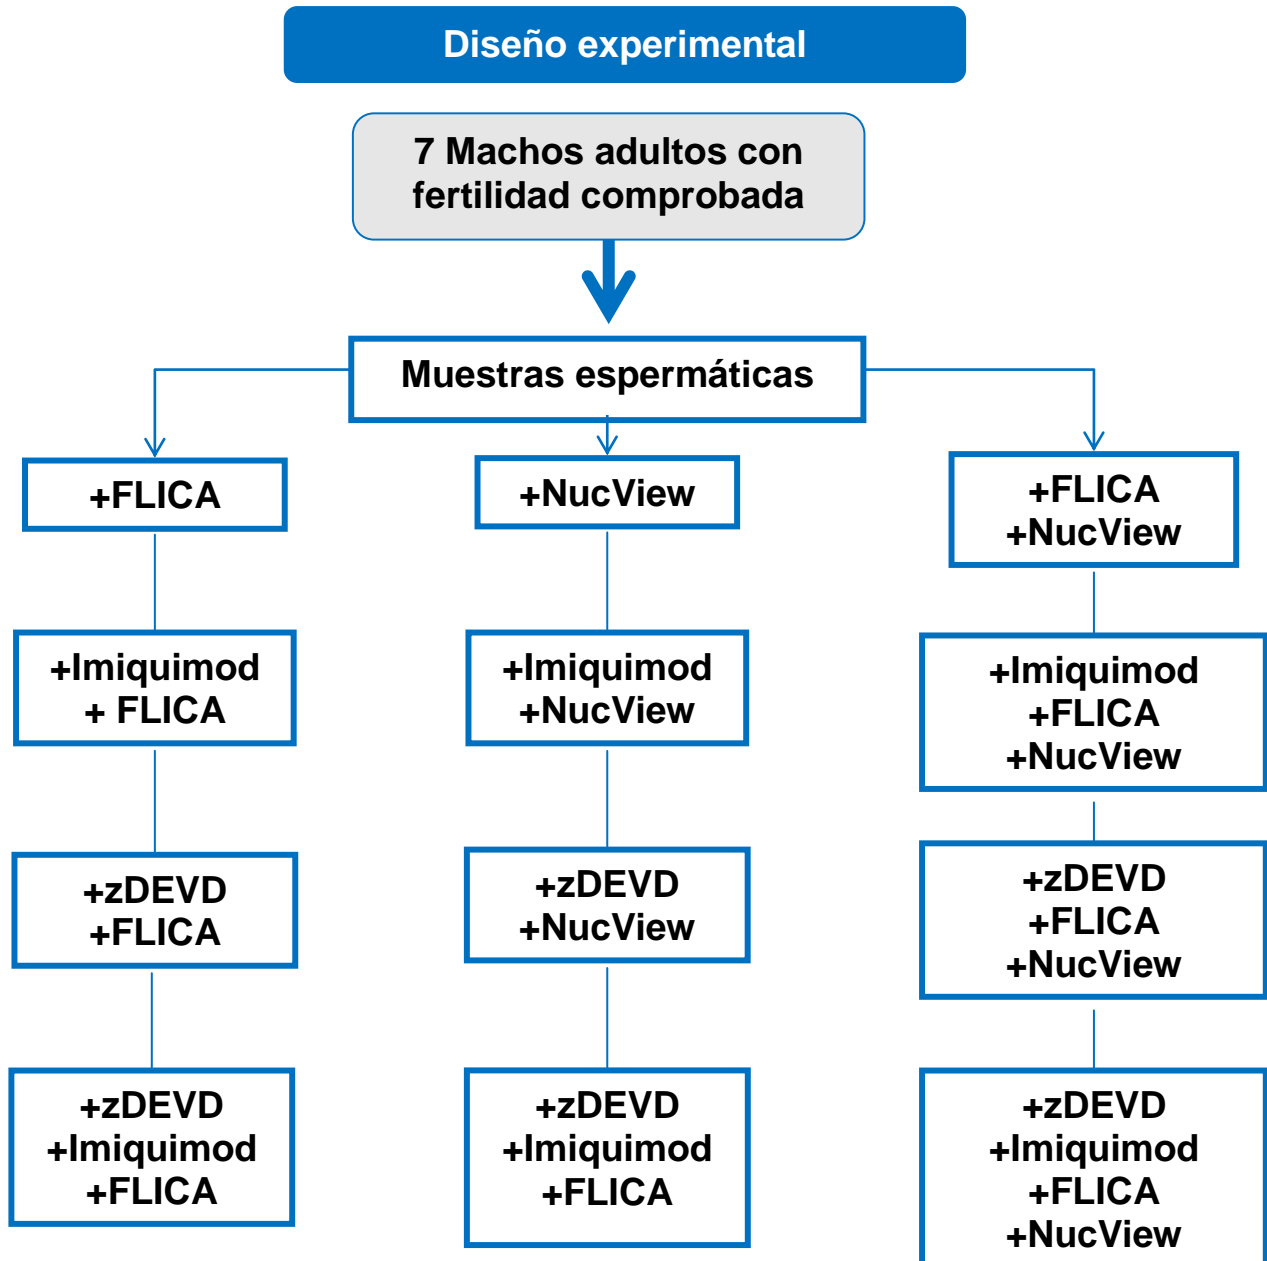 Diseño experimental
7 Machos adultos con
fertilidad comprobada
Muestras espermáticas
+FLICA
+Imiquimod
+ FLICA
+zDEVD
+FLICA
+zDEVD
+Imiquimod
+FLICA
+NucView
+Imiquimod
+NucView
+zDEVD
+NucView
+zDEVD
+Imiquimod
+FLICA
+FLICA
+NucView
+Imiquimod
+FLICA
+NucView
+zDEVD
+FLICA
+NucView
+zDEVD
+Imiquimod
+FLICA
+NucView